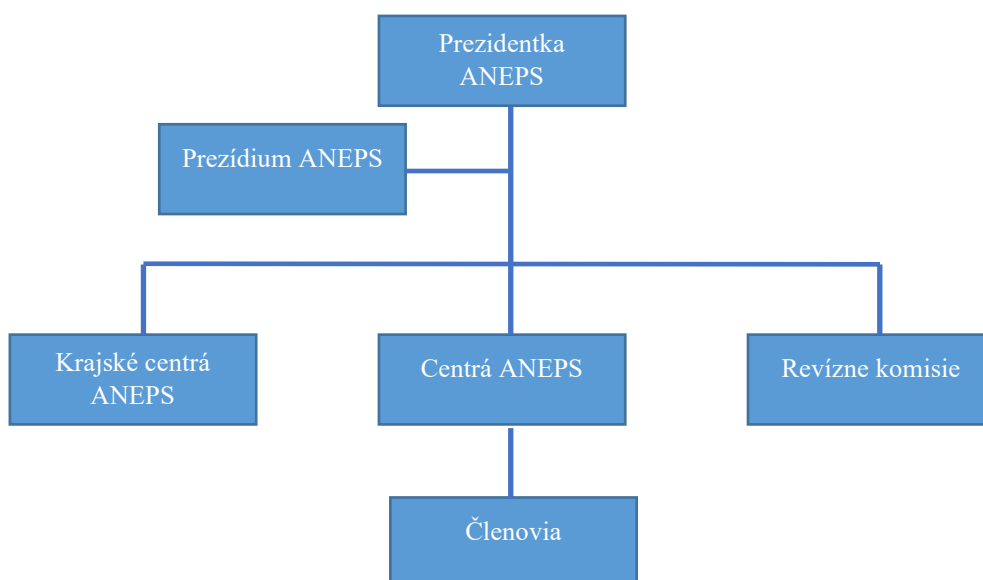 Prezidentka
ANEPS
Prezídium ANEPS
Krajské centrá
ANEPS
Centrá ANEPS
Revízne komisie
Členovia